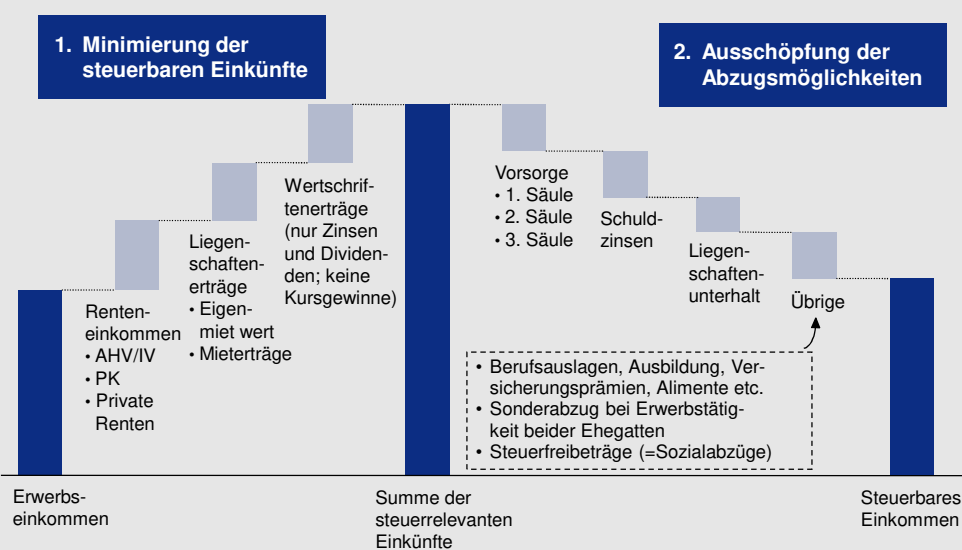 1. Minimierung der
steuerbaren Einkünfte
2. Ausschöpfung der
Abzugsmöglichkeiten
Renten-
einkommen
• AHV/IV
• PK
• Private
Renten
Liegen-
schaften-
erträge
• Eigen-
miet wert
• Mieterträge
Wertschrif-
tenerträge
(nur Zinsen
und Dividen-
den; keine
Kursgewinne)
Vorsorge
• 1. Säule
• 2. Säule
• 3. Säule
Schuld-
zinsen
Liegen-
schaften-
unterhalt
Übrige
• Berufsauslagen, Ausbildung, Ver-
sicherungsprämien, Alimente etc.
• Sonderabzug bei Erwerbstätig-
keit beider Ehegatten
• Steuerfreibeträge (=Sozialabzüge)
Erwerbs-
einkommen
Summe der
steuerrelevanten
Einkünfte
Steuerbares
Einkommen